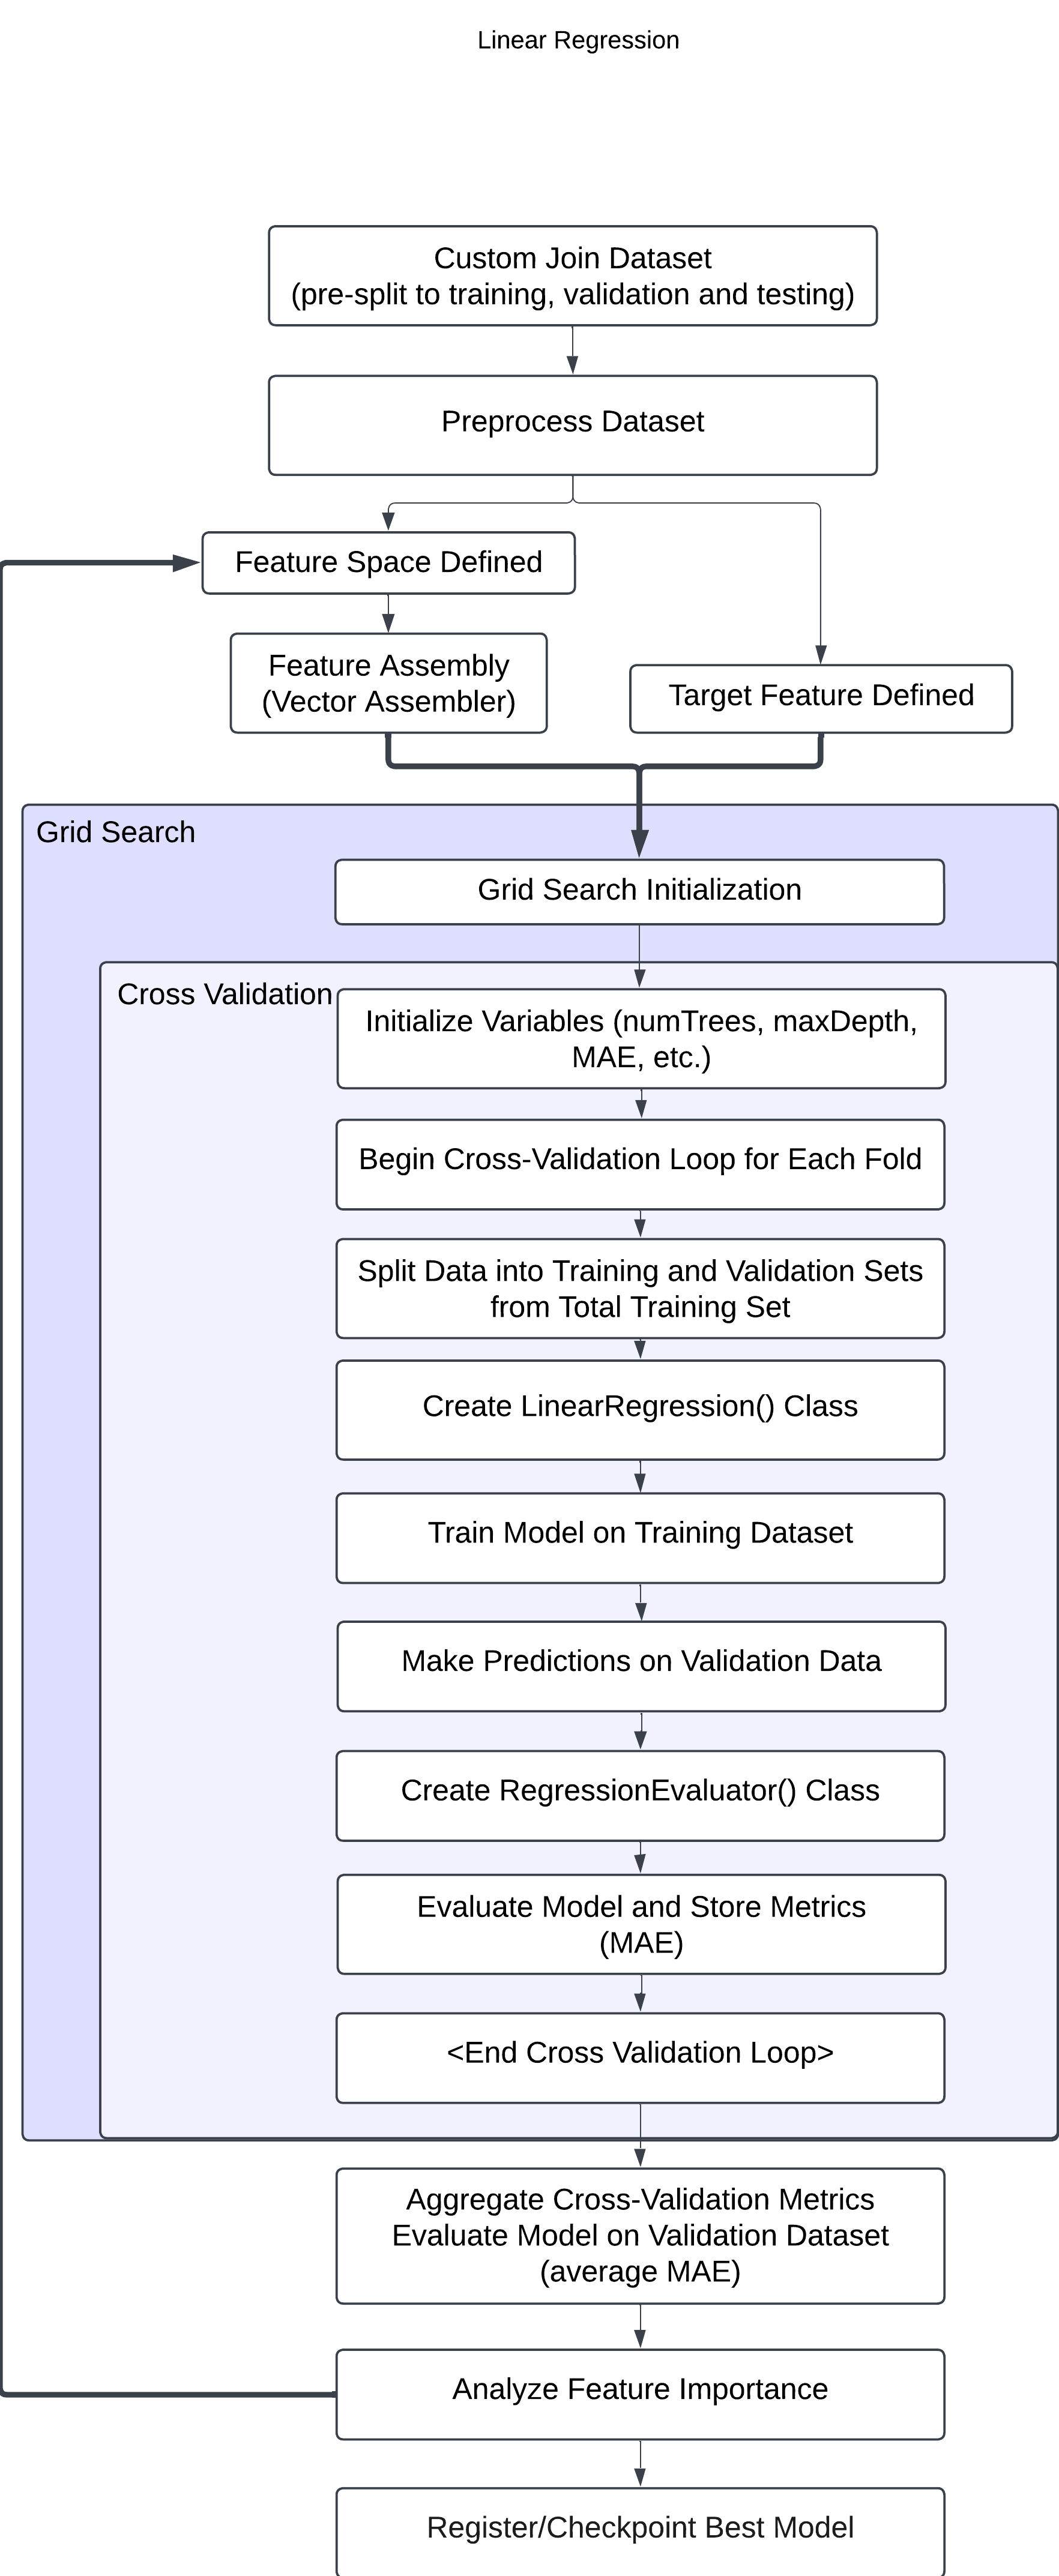 Linear Regression
Custom Join Dataset
(pre-split to training, validation and testing)
Preprocess Dataset
Feature Space Defined
Feature Assembly
(Vector Assembler)
Target Feature Defined
Grid Search
Grid Search Initialization
Cross Validation
Initialize Variables (numTrees, maxDepth,
MAE, etc.)
Begin Cross-Validation Loop for Each Fold
Split Data into Training and Validation Sets
from Total Training Set
Create LinearRegression() Class
Train Model on Training Dataset
Make Predictions on Validation Data
Create RegressionEvaluator() Class
Evaluate Model and Store Metrics
(MAE)
<End Cross Validation Loop>
Aggregate Cross-Validation Metrics
Evaluate Model on Validation Dataset
(average MAE)
Analyze Feature Importance
Register/Checkpoint Best Model